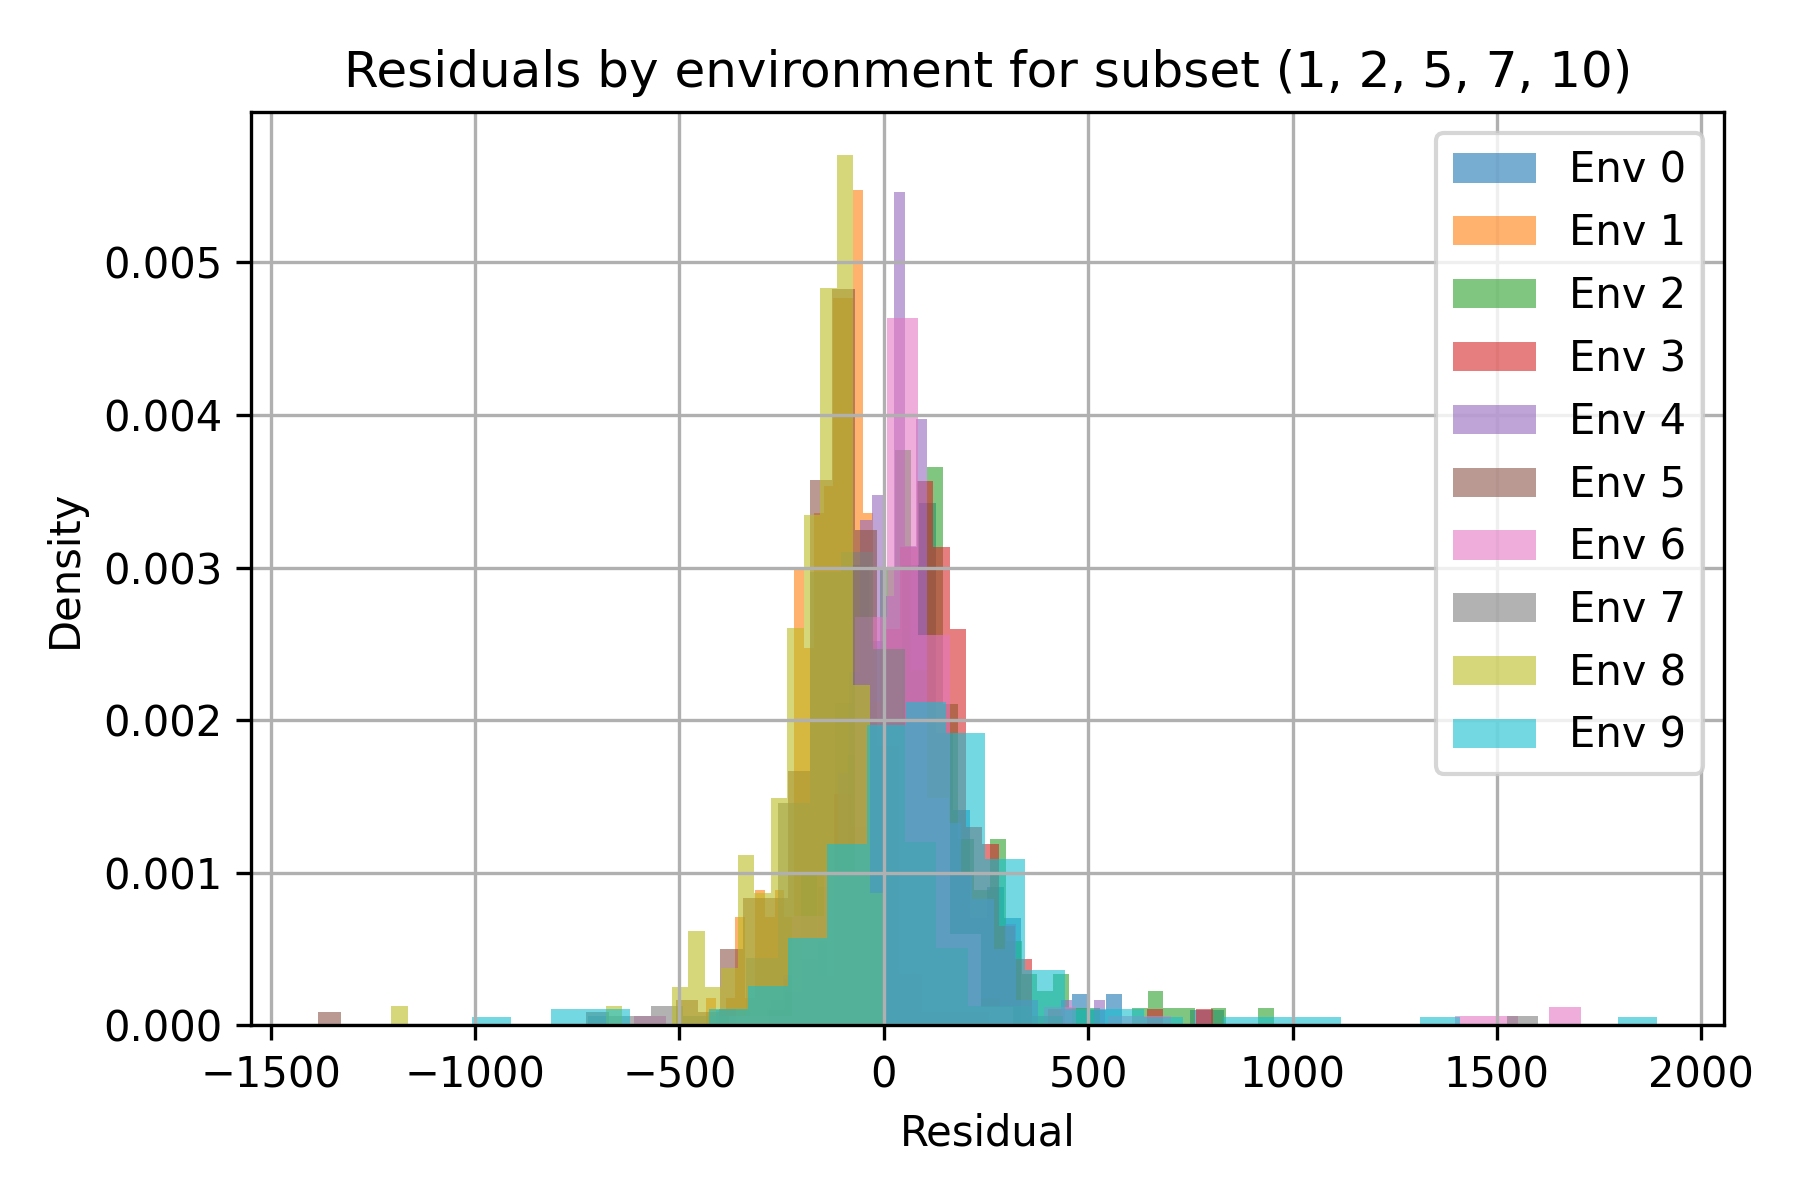 Residuals by environment for subset (1, 2, 5, 7, 10)
Density
0.005
0.004
0.003
0.002
0.001
0.000
Env 0
Env 1
Env 2
Env 3
Env 4
Env 5
Env 6
Env 7
Env 8
Env 9
−1500 −1000 −500 0 500 1000 1500 2000
Residual